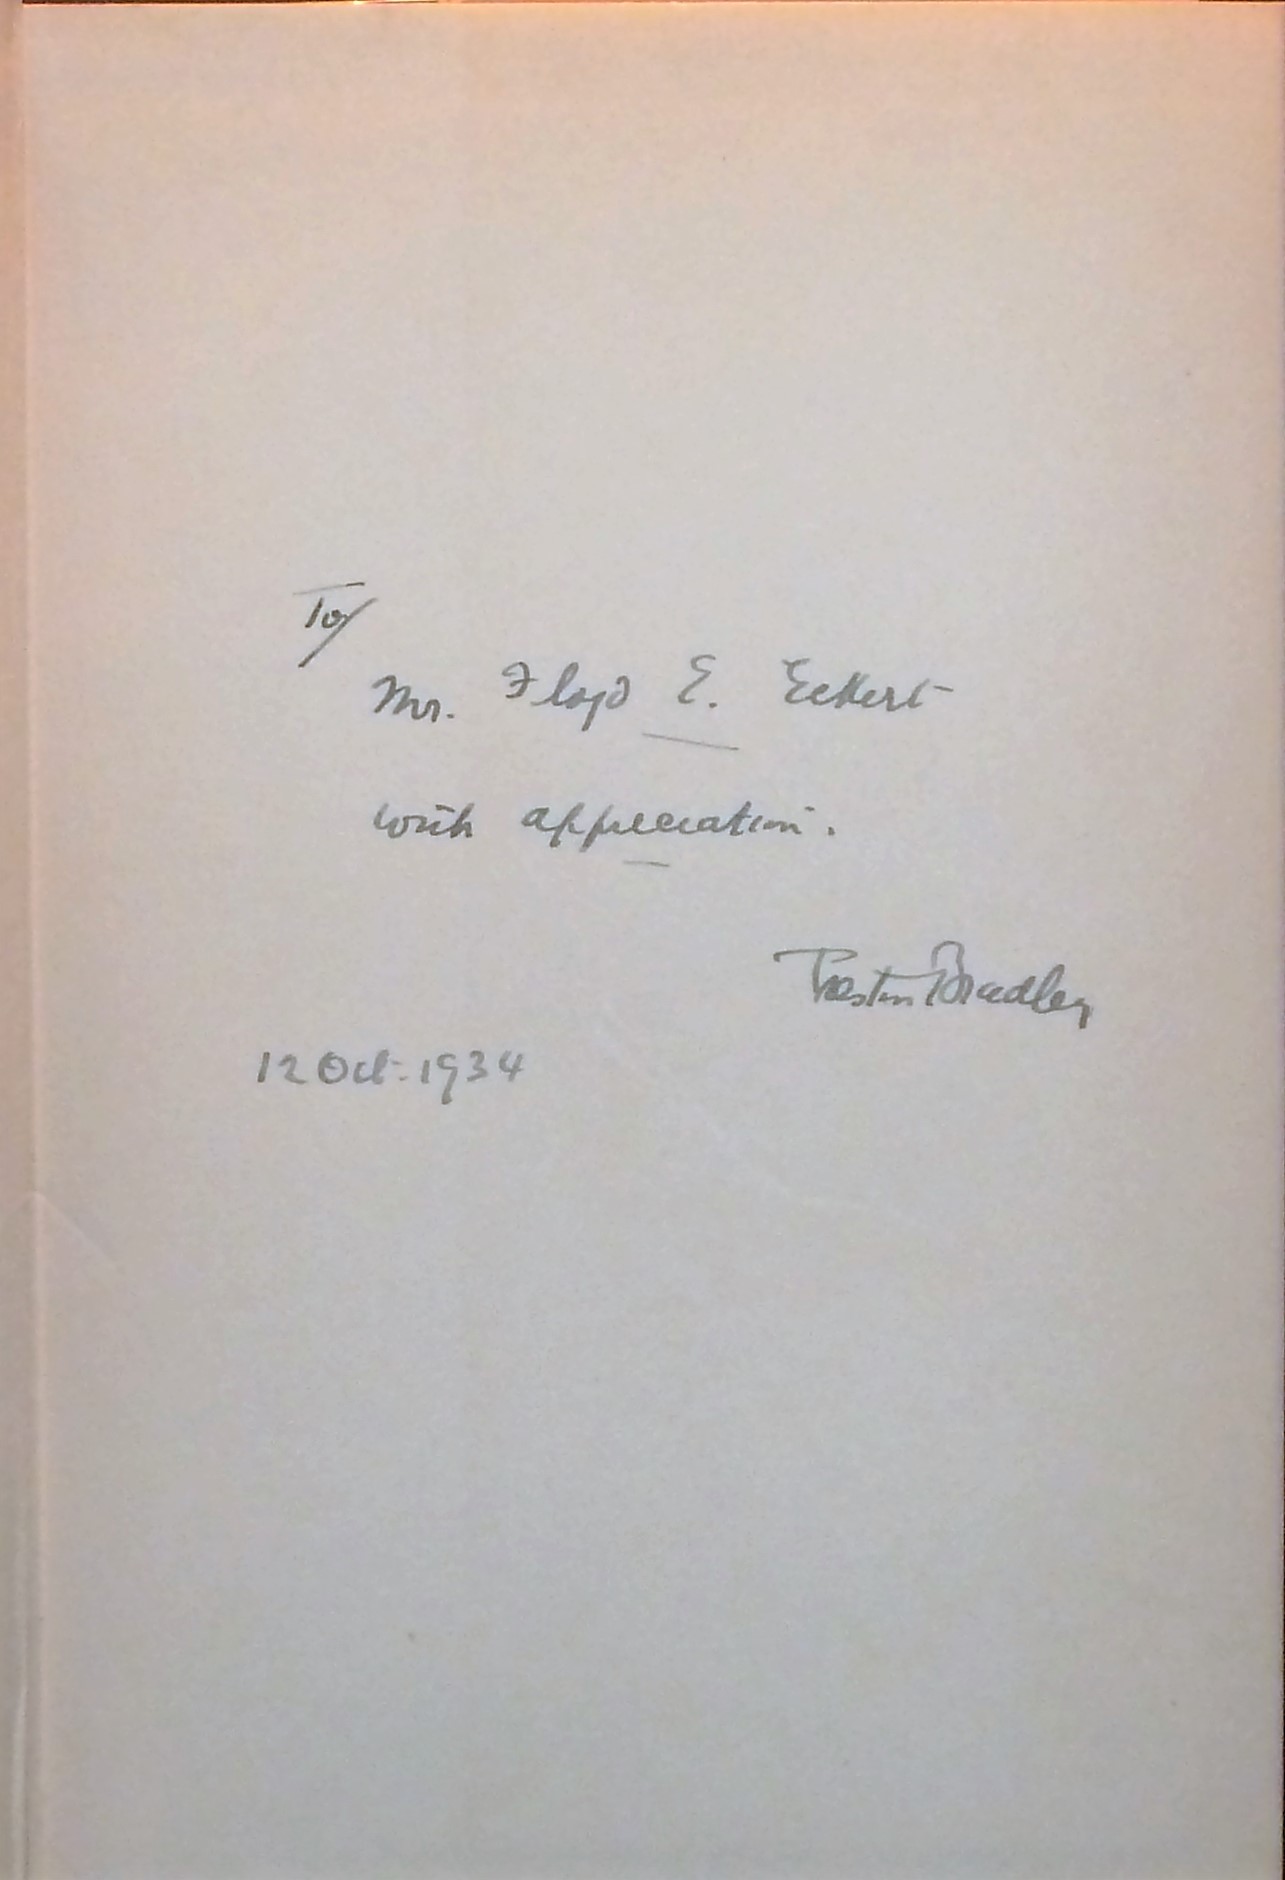 To/
Mr. Floyd E. Eckert
with appreciation.
Preston Bradley
12 Oct. 1934